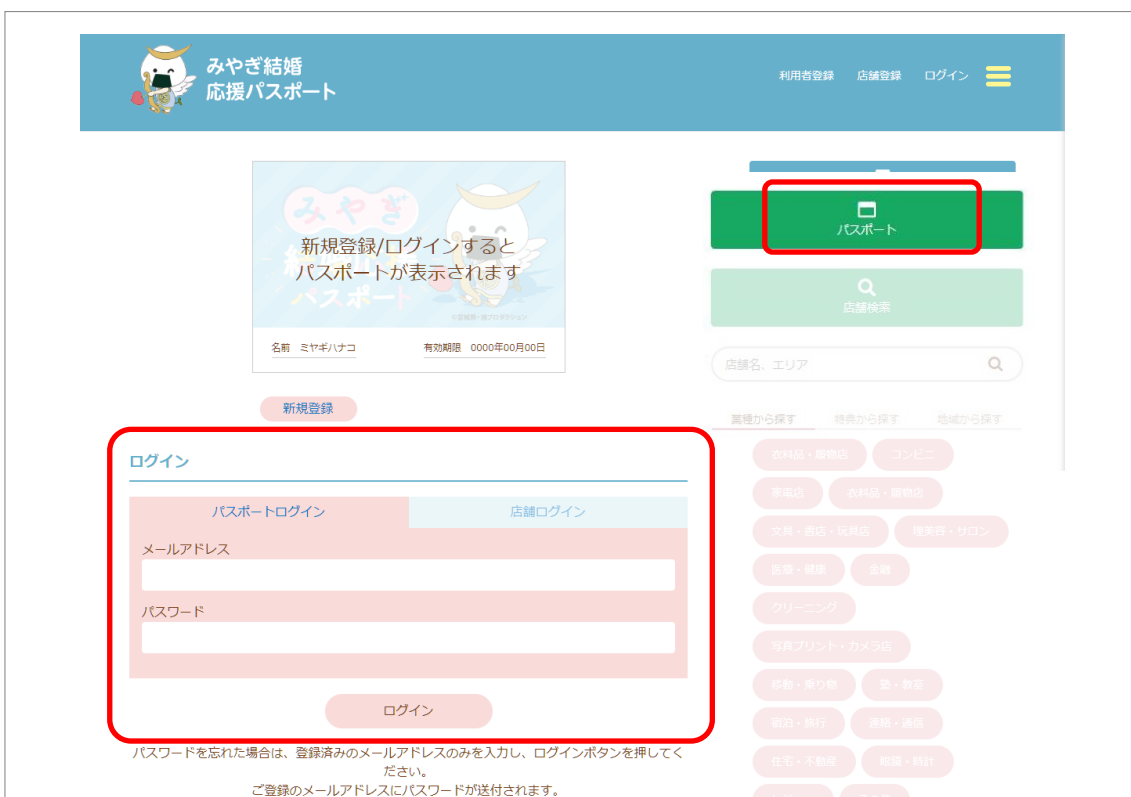 みやぎ結婚
応援パスポート
利用者登録 店舗登録 ログイン
みやぎ
新規登録/ログインすると
パスポートが表示されます
パスポート
名前 ミヤギハナコ 有効期限 0000年00月00日
新規登録
ログイン
パスポートログイン 店舗ログイン
メールアドレス
パスワード
ログイン
パスワードを忘れた場合は、登録済みのメールアドレスのみを入力し、ログインボタンを押してく
ださい。
ご登録のメールアドレスにパスワードが送付されます。
パスポート
店舗検索
店舗名、エリア
業種から探す 特典から探す 地域から探す
衣料品・履物店 コンビニ
家電店 衣料品・履物店
文具・書店・玩具店 理美容・サロン
医療・健康 金融
クリーニング
写真プリント・カメラ店
移動・乗り物 塾・教室
宿泊・旅行 連絡・通信
住宅・不動産 眼鏡・時計